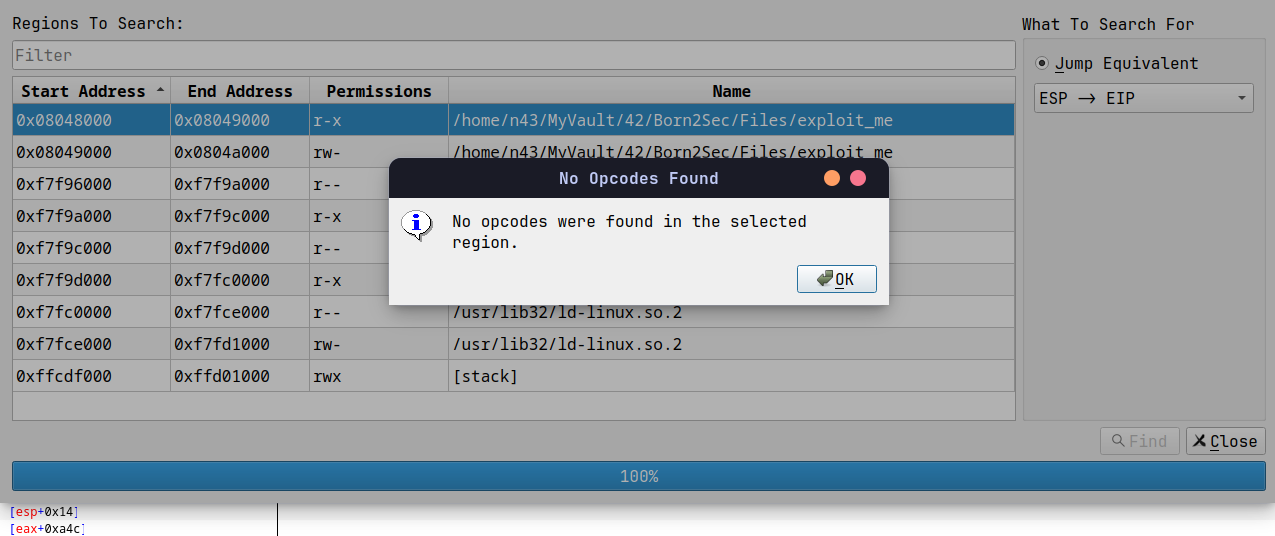 Regions To Search:
What To Search For
Filter
Jump Equivalent
ESP → EIP
Start Address End Address Permissions Name
0x08048000 0x08049000 r-x /home/n43/MyVault/42/Born2Sec/Files/exploit_me
0x08049000 0x0804a000 rw- /home/n43/MyVault/42/Born2Sec/Files/exploit_me
0xf7f96000 0xf7f9a000 r--
0xf7f9a000 0xf7f9c000 r-x
0xf7f9c000 0xf7f9d000 r--
0xf7f9d000 0xf7fc0000 r-x
0xf7fc0000 0xf7fce000 r-- /usr/lib32/ld-linux.so.2
0xf7fce000 0xf7fd1000 rw- /usr/lib32/ld-linux.so.2
0xffcdf000 0xffd01000 rwx [stack]
No Opcodes Found
No opcodes were found in the selected
region.
OK
Find
Close
100%
[esp+0x14]
[eax+0xa4c]